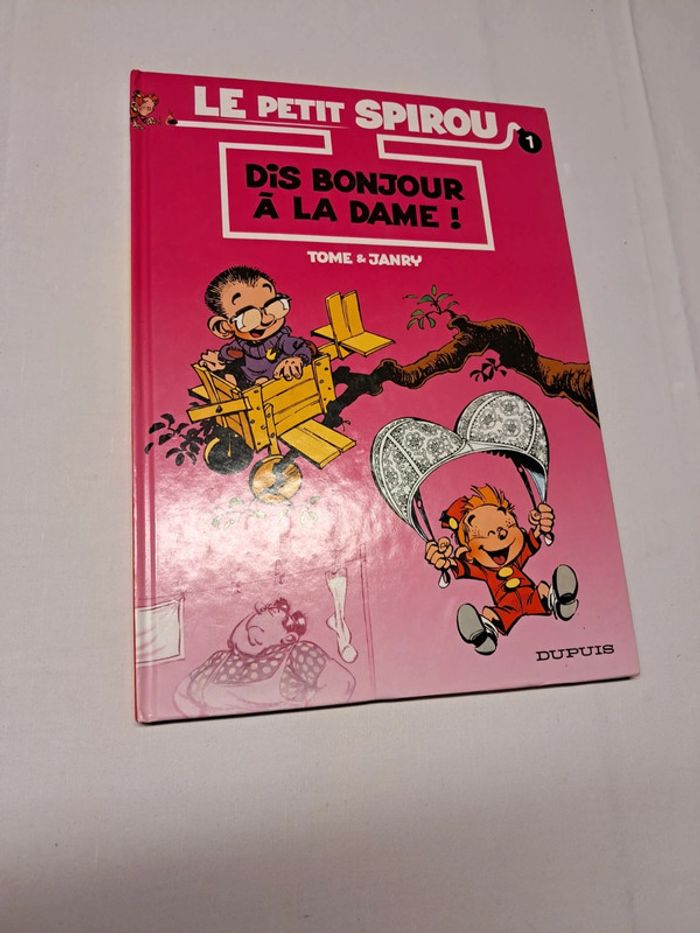 LE PETIT SPIROU
1
DiS BONJOUR
À LA DAME !
TOME & JANRY
DUPUIS